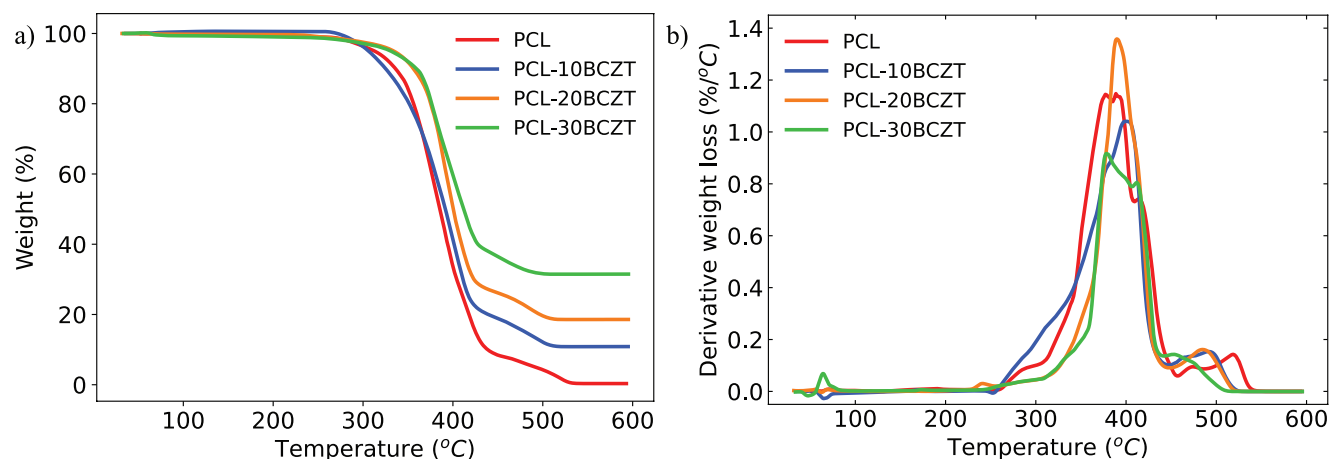 a)
Weight (%)
100
80
60
40
20
0
PCL
PCL-10BCZT
PCL-20BCZT
PCL-30BCZT
100 200 300 400 500 600
Temperature (°C)
b)
Derivative weight loss (%/°C)
1.4
1.2
1.0
0.8
0.6
0.4
0.2
0.0
PCL
PCL-10BCZT
PCL-20BCZT
PCL-30BCZT
100 200 300 400 500 600
Temperature (°C)